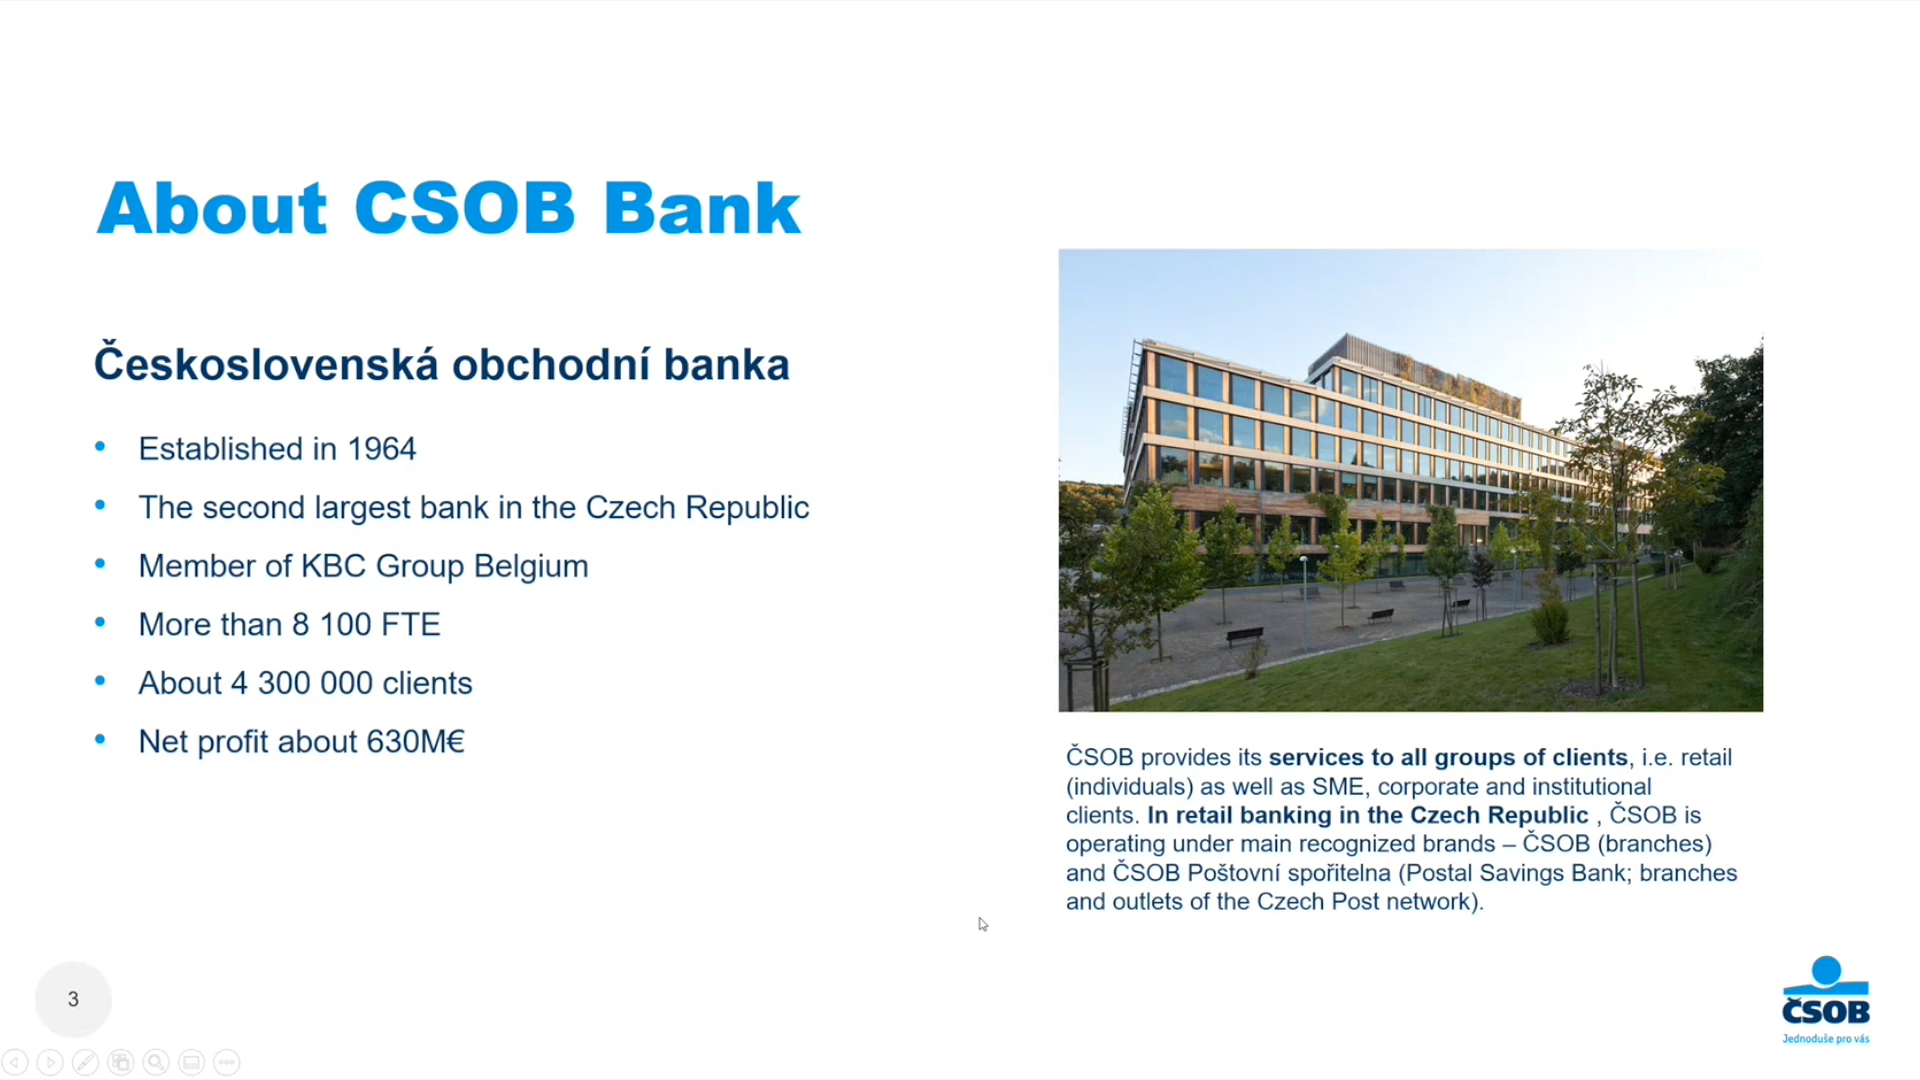 About CSOB Bank
Československá obchodní banka
• Established in 1964
• The second largest bank in the Czech Republic
• Member of KBC Group Belgium
• More than 8 100 FTE
• About 4 300 000 clients
• Net profit about 630M€
ČSOB provides its services to all groups of clients, i.e. retail
(individuals) as well as SME, corporate and institutional
clients. In retail banking in the Czech Republic , ČSOB is
operating under main recognized brands – ČSOB (branches)
and ČSOB Poštovní spořitelna (Postal Savings Bank; branches
and outlets of the Czech Post network).
3
ČSOB
Jednoduše pro vás